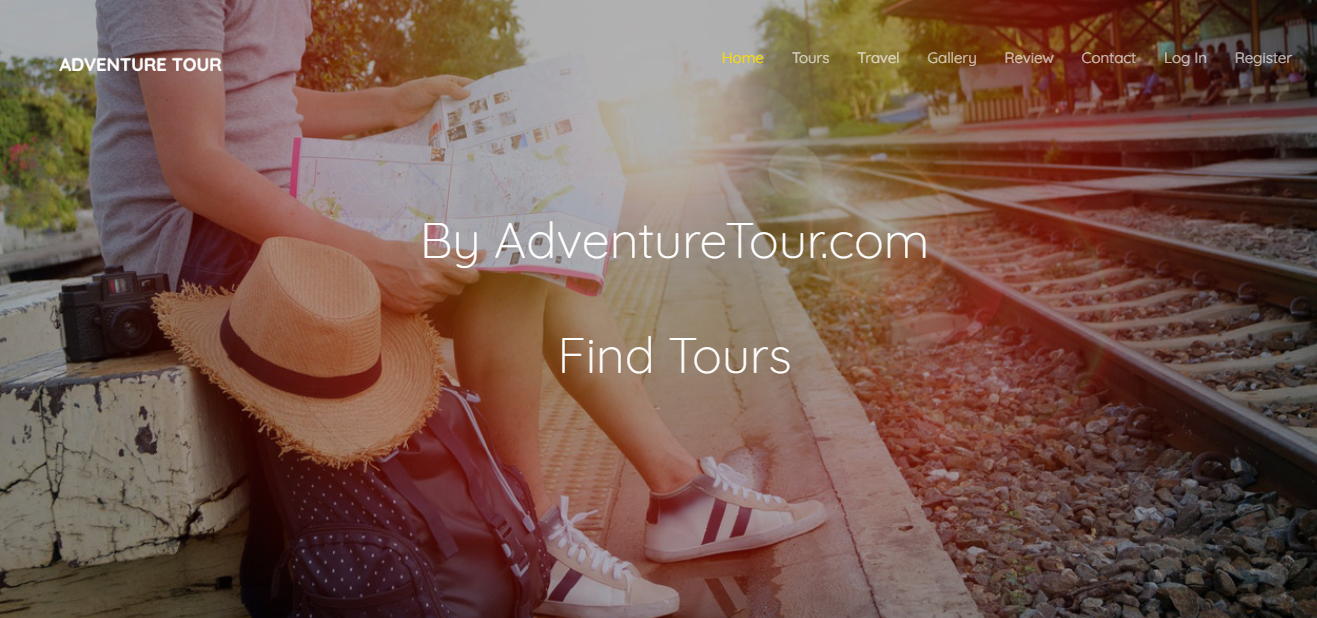 ADVENTURE TOUR
Home Tours Travel Gallery Review Contact Log In Register
By AdventureTour.com
Find Tours